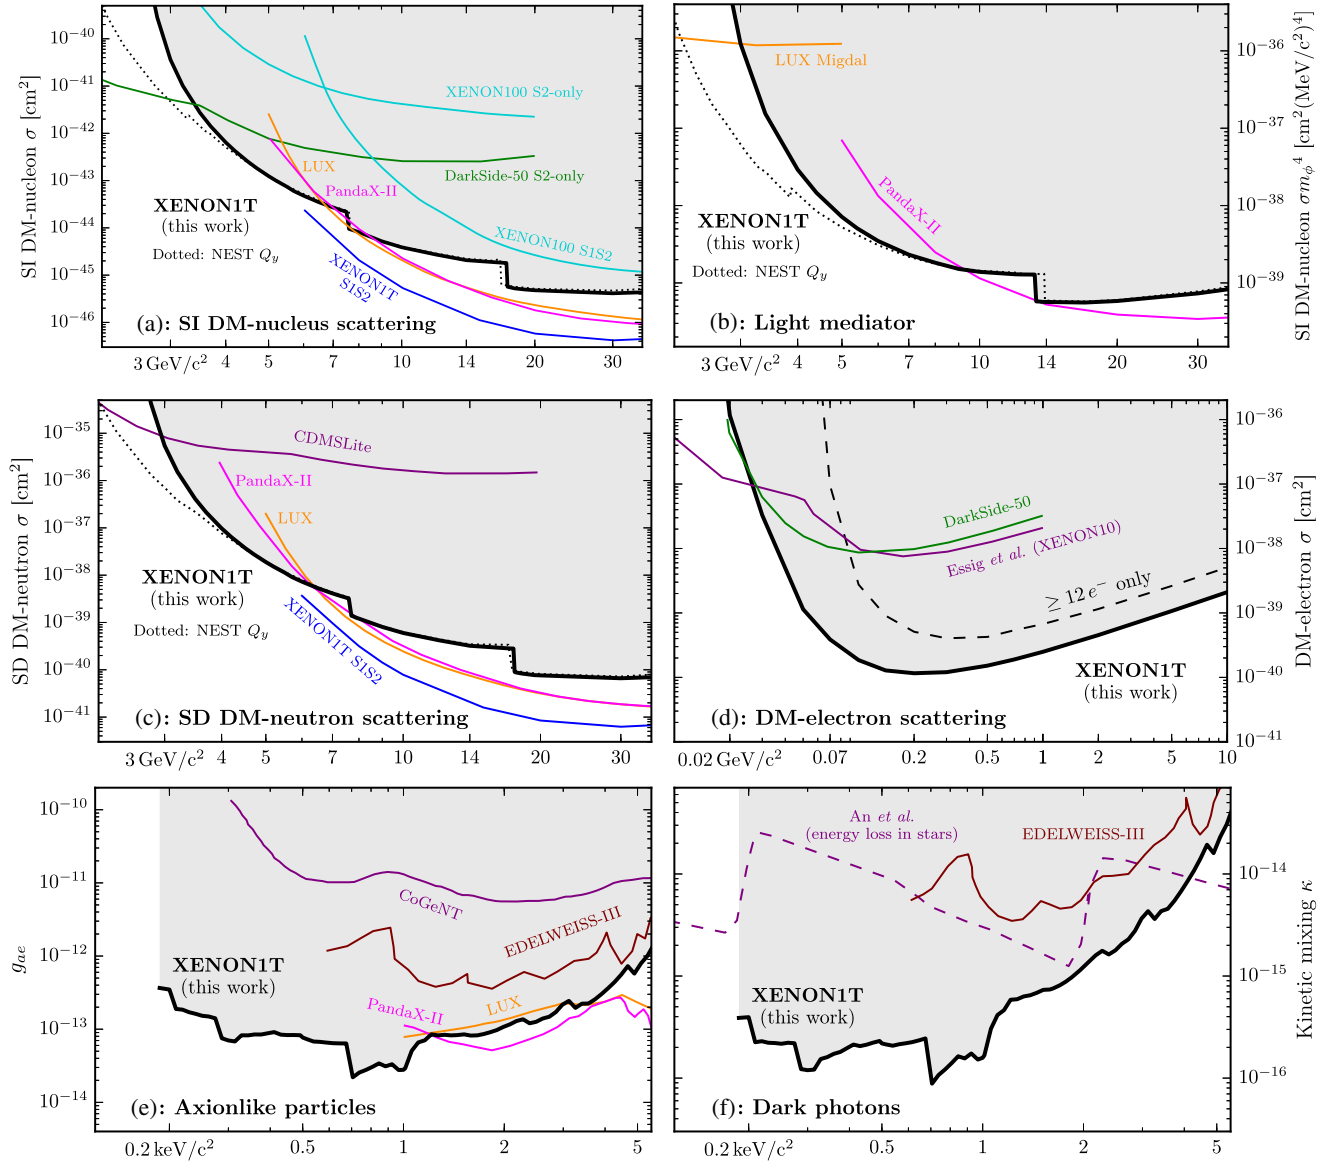 SI DM-nucleon σ [cm²]
10⁻⁴⁰
10⁻⁴¹
10⁻⁴²
10⁻⁴³
10⁻⁴⁴
10⁻⁴⁵
10⁻⁴⁶
XENON100 S2-only
LUX
DarkSide-50 S2-only
PandaX-II
XENON1T
(this work)
Dotted: NEST Q_y
XENON100 S1S2
XENON1T
S1S2
(a): SI DM-nucleus scattering
3 GeV/c² 4 5 7 10 14 20 30
LUX Migdal
PandaX-II
XENON1T
(this work)
Dotted: NEST Q_y
(b): Light mediator
10⁻³⁶
10⁻³⁷
10⁻³⁸
10⁻³⁹
SI DM-nucleon σm_ϕ⁴ [cm²(MeV/c²)⁴]
3 GeV/c² 4 5 7 10 14 20 30
SD DM-neutron σ [cm²]
10⁻³⁵
10⁻³⁶
10⁻³⁷
10⁻³⁸
10⁻³⁹
10⁻⁴⁰
10⁻⁴¹
CDMSLite
PandaX-II
LUX
XENON1T
(this work)
Dotted: NEST Q_y
XENON1T S1S2
(c): SD DM-neutron scattering
3 GeV/c² 4 5 7 10 14 20 30
DarkSide-50
Essig et al. (XENON10)
≥ 12 e⁻ only
XENON1T
(this work)
(d): DM-electron scattering
10⁻³⁶
10⁻³⁷
10⁻³⁸
10⁻³⁹
10⁻⁴⁰
10⁻⁴¹
DM-electron σ [cm²]
0.02 GeV/c² 0.07 0.2 0.5 1 2 5 10
g_ae
10⁻¹⁰
10⁻¹¹
10⁻¹²
10⁻¹³
10⁻¹⁴
CoGeNT
EDELWEISS-III
XENON1T
(this work)
PandaX-II
LUX
(e): Axionlike particles
0.2 keV/c² 0.5 1 2 5
An et al.
(energy loss in stars)
EDELWEISS-III
XENON1T
(this work)
(f): Dark photons
10⁻¹⁴
10⁻¹⁵
10⁻¹⁶
Kinetic mixing κ
0.2 keV/c² 0.5 1 2 5